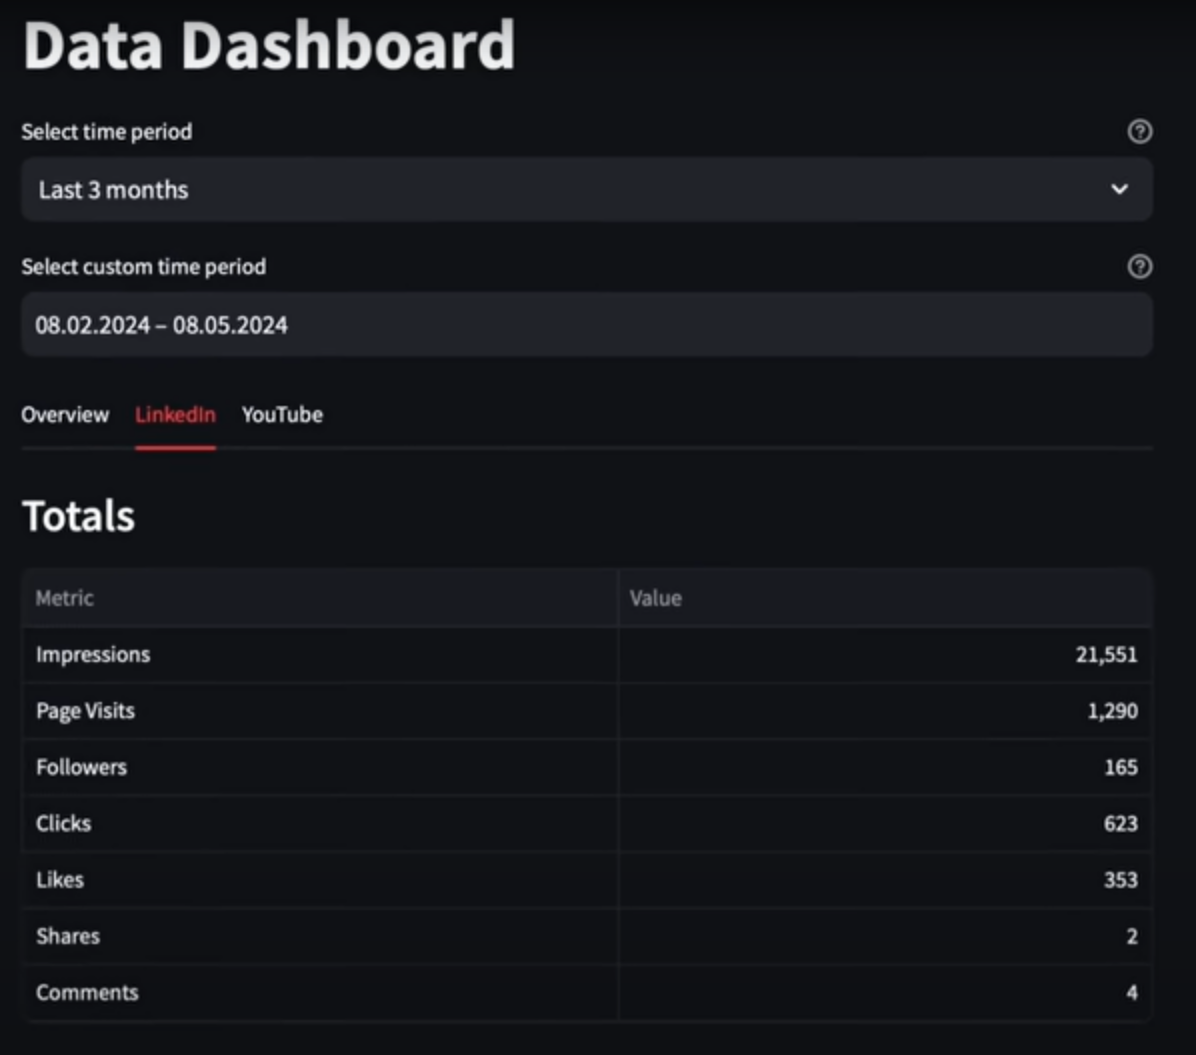 Data Dashboard
Select time period
Last 3 months
Select custom time period
08.02.2024 – 08.05.2024
Overview LinkedIn YouTube
Totals
Metric Value
Impressions 21,551
Page Visits 1,290
Followers 165
Clicks 623
Likes 353
Shares 2
Comments 4